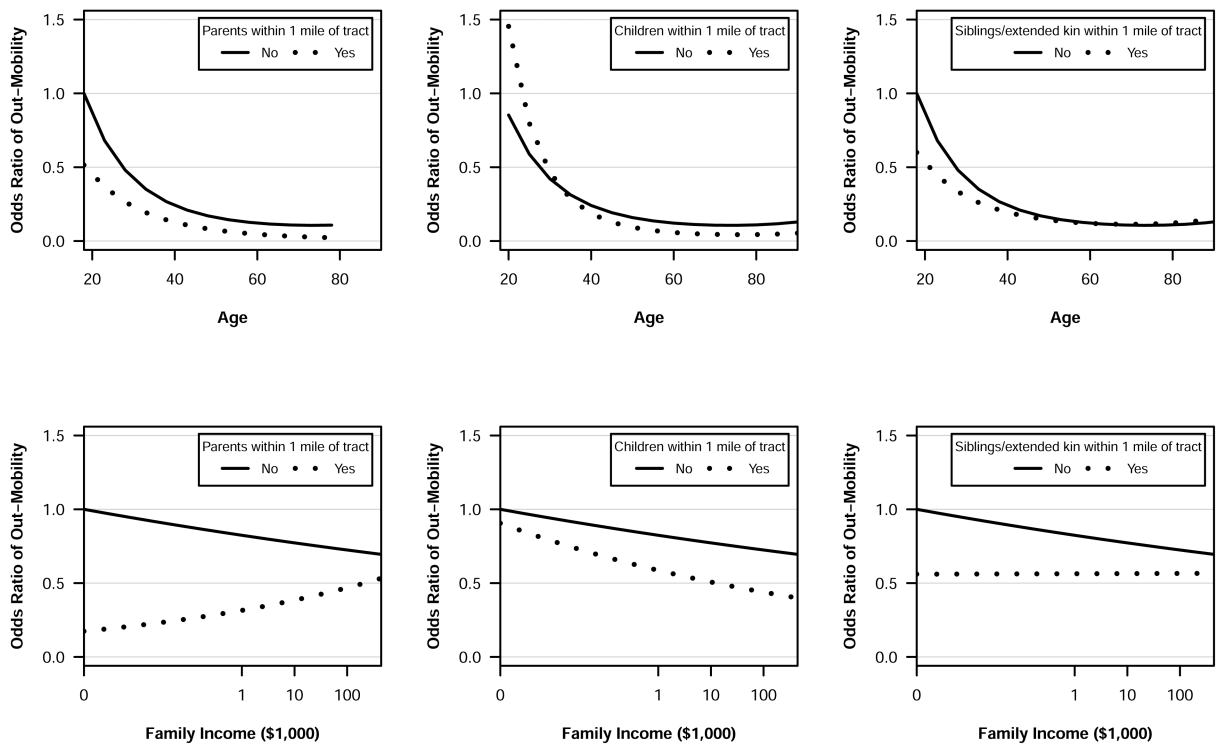 Odds Ratio of Out−Mobility
1.5
1.0
0.5
0.0
Parents within 1 mile of tract
No Yes
20 40 60 80
Age
Odds Ratio of Out−Mobility
1.5
1.0
0.5
0.0
Children within 1 mile of tract
No Yes
20 40 60 80
Age
Odds Ratio of Out−Mobility
1.5
1.0
0.5
0.0
Siblings/extended kin within 1 mile of tract
No Yes
20 40 60 80
Age
Odds Ratio of Out−Mobility
1.5
1.0
0.5
0.0
Parents within 1 mile of tract
No Yes
0 1 10 100
Family Income ($1,000)
Odds Ratio of Out−Mobility
1.5
1.0
0.5
0.0
Children within 1 mile of tract
No Yes
0 1 10 100
Family Income ($1,000)
Odds Ratio of Out−Mobility
1.5
1.0
0.5
0.0
Siblings/extended kin within 1 mile of tract
No Yes
0 1 10 100
Family Income ($1,000)